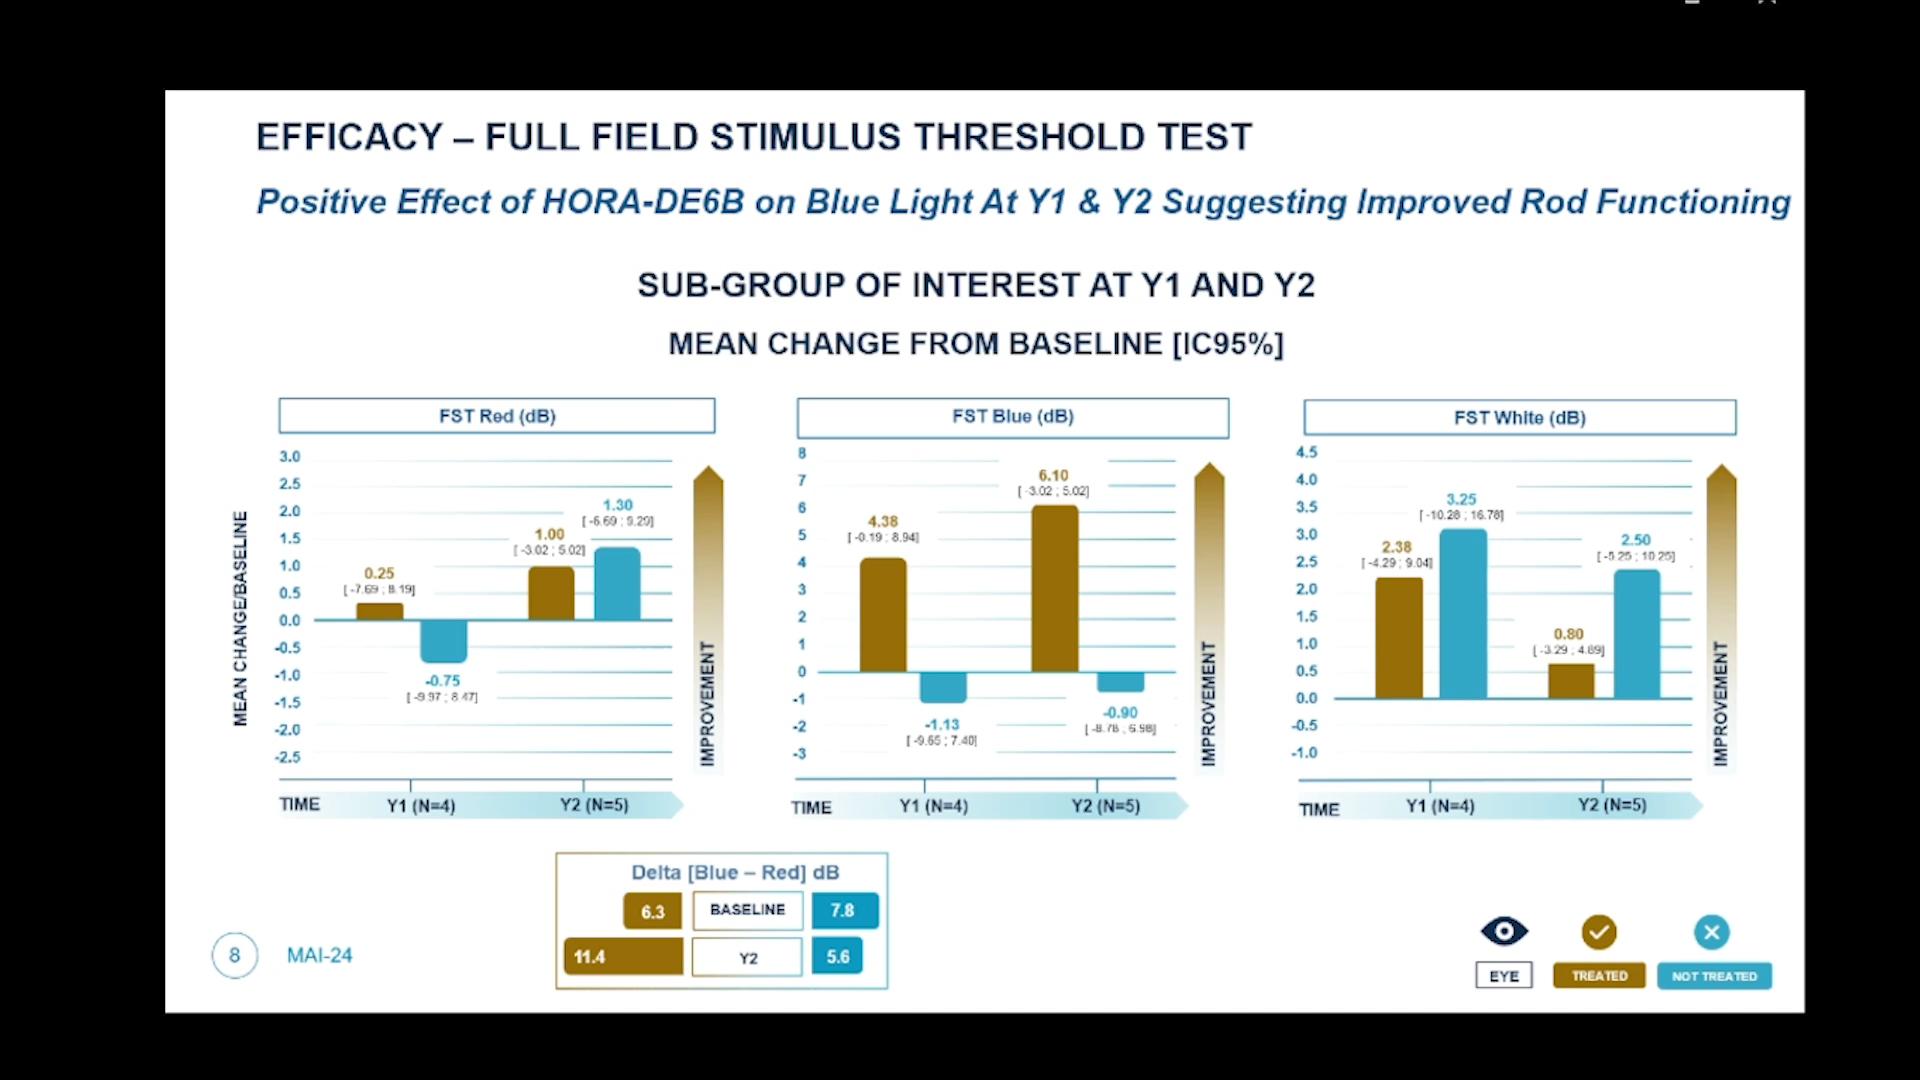 EFFICACY – FULL FIELD STIMULUS THRESHOLD TEST
Positive Effect of HORA-DE6B on Blue Light At Y1 & Y2 Suggesting Improved Rod Functioning
SUB-GROUP OF INTEREST AT Y1 AND Y2
MEAN CHANGE FROM BASELINE [IC95%]
MEAN CHANGE/BASELINE
FST Red (dB)
3.0
2.5
2.0
1.5
1.0
0.5
0.0
-0.5
-1.0
-1.5
-2.0
-2.5
0.25
[ -7.69 ; 8.19]
-0.75
[ -9.97 ; 8.47]
1.00
[ -3.02 ; 5.02]
1.30
[ -6.69 ; 9.29]
IMPROVEMENT
TIME
Y1 (N=4)
Y2 (N=5)
FST Blue (dB)
8
7
6
5
4
3
2
1
0
-1
-2
-3
4.38
[ -0.19 ; 8.94]
-1.13
[ -9.65 ; 7.40]
6.10
[ -3.02 ; 5.02]
-0.90
[ -8.78 ; 6.98]
IMPROVEMENT
TIME
Y1 (N=4)
Y2 (N=5)
FST White (dB)
4.5
4.0
3.5
3.0
2.5
2.0
1.5
1.0
0.5
0.0
-0.5
-1.0
2.38
[ -4.29 ; 9.04]
3.25
[ -10.28 ; 16.78]
0.80
[ -3.29 ; 4.89]
2.50
[ -5.25 ; 10.25]
IMPROVEMENT
TIME
Y1 (N=4)
Y2 (N=5)
Delta [Blue – Red] dB
6.3 BASELINE 7.8
11.4 Y2 5.6
8 MAI-24
EYE TREATED NOT TREATED